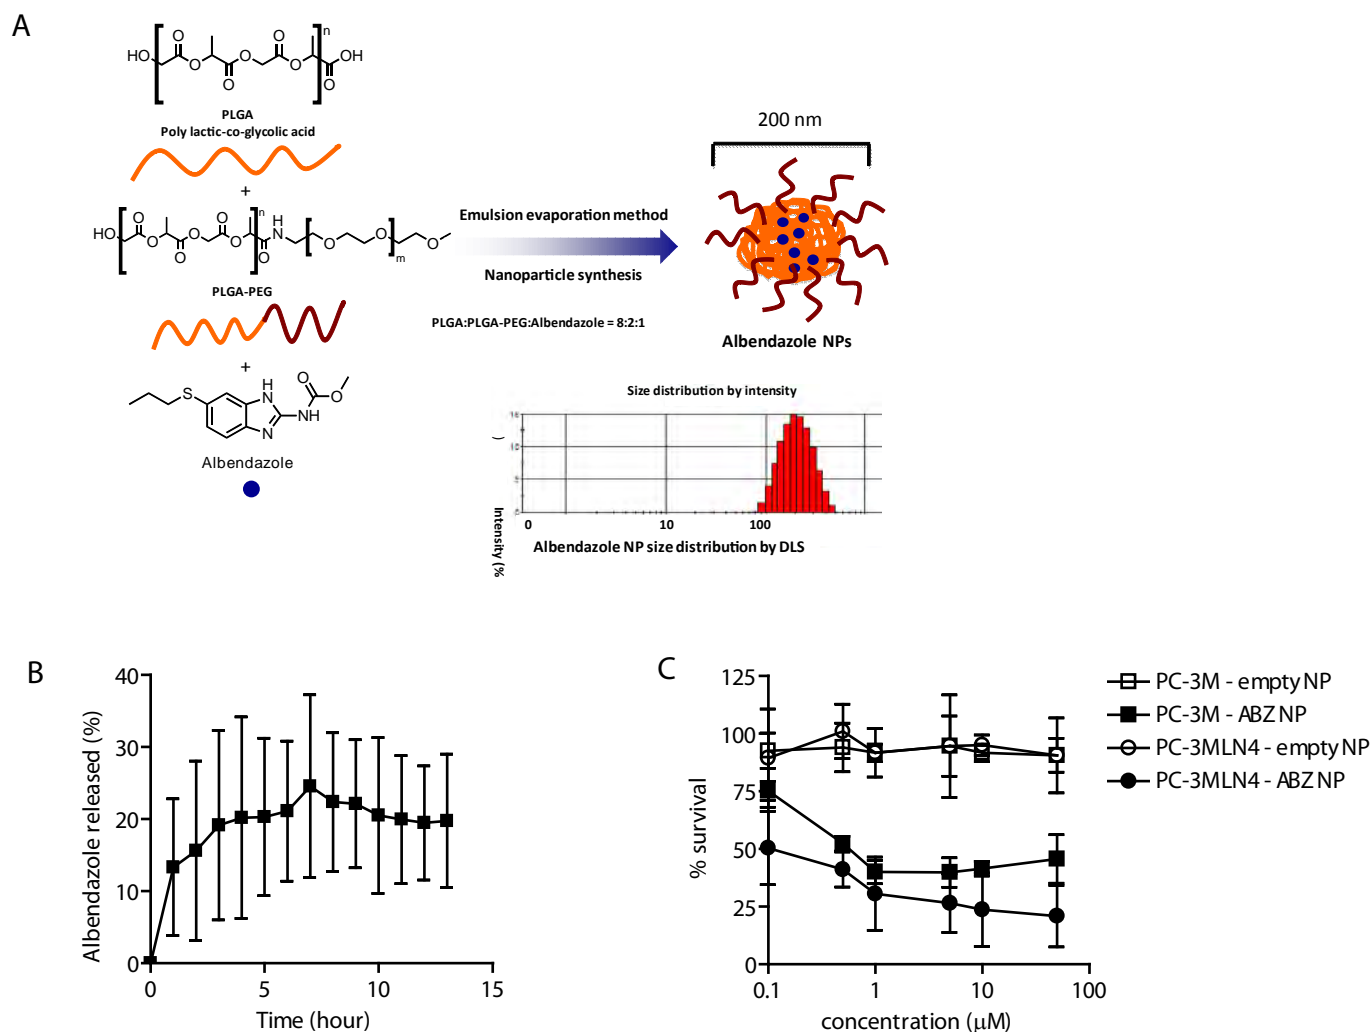 A
HO
O
O
O
O
O
O
O
n
OH
O
PLGA
Poly lactic-co-glycolic acid
+
HO
O
O
O
O
O
O
O
n
O
H
N
O
O
O
O
m
PLGA-PEG
+
S
H
N
N
NH
O
O
Albendazole
Emulsion evaporation method
Nanoparticle synthesis
PLGA:PLGA-PEG:Albendazole = 8:2:1
200 nm
Albendazole NPs
Size distribution by intensity
Intensity (%
(
0
10
100
Albendazole NP size distribution by DLS
B
Albendazole released (%)
40
30
20
10
0
0
5
10
15
Time (hour)
C
% survival
125
100
75
50
25
0
0.1
1
10
100
concentration (μM)
PC-3M - empty NP
PC-3M - ABZ NP
PC-3MLN4 - empty NP
PC-3MLN4 - ABZ NP